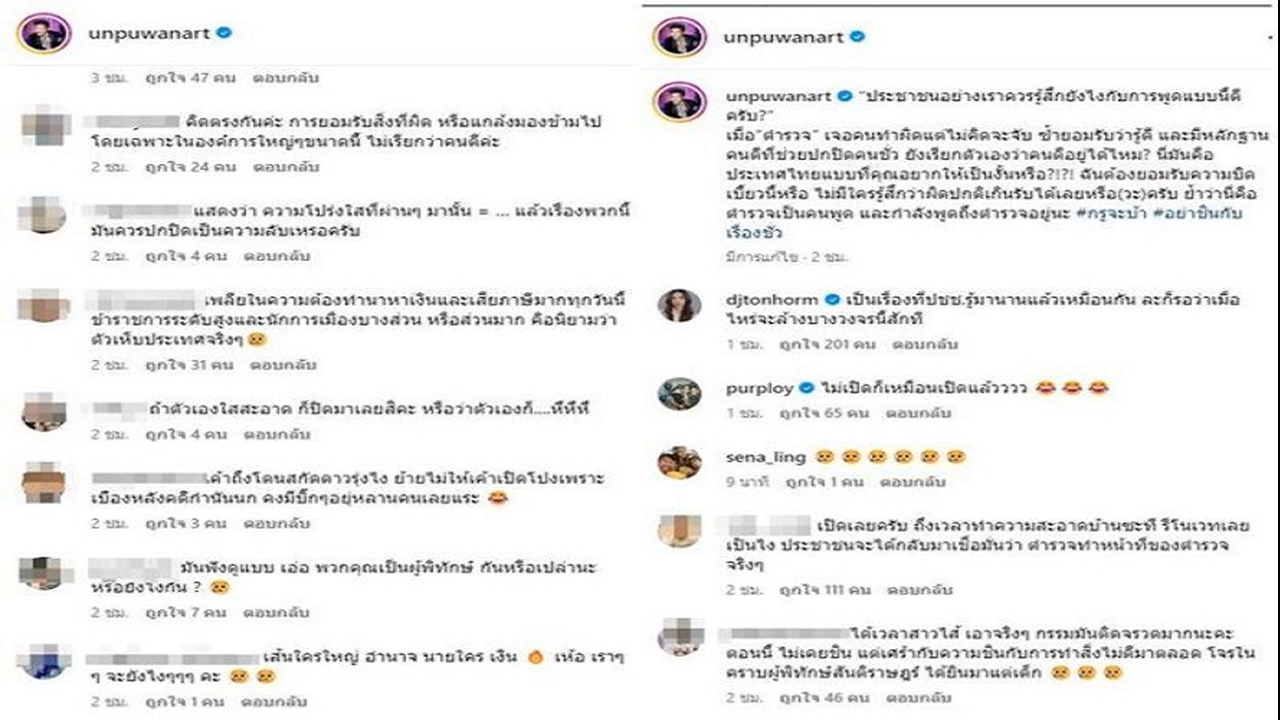 unpuwanart
3 ชม. ถูกใจ 47 คน ตอบกลับ
คิดตรงกันค่ะ การยอมรับสิ่งที่ผิด หรือแกล้งมองข้ามไป
โดยเฉพาะในองค์การใหญ่ๆขนาดนี้ ไม่เรียกว่าคนดีค่ะ
2 ชม. ถูกใจ 24 คน ตอบกลับ
แสดงว่า ความโปร่งใสที่ผ่านๆ มานั้น = ... แล้วเรื่องพวกนี้
มันควรปกปิดเป็นความลับเหรอครับ
2 ชม. ถูกใจ 4 คน ตอบกลับ
เพลียในความต้องทำนาหาเงินและเสียภาษีมากทุกวันนี้
ข้าราชการระดับสูงและนักการเมืองบางส่วน หรือส่วนมาก คือนิยามว่า
ตัวเห็บประเทศจริงๆ 😢
2 ชม. ถูกใจ 31 คน ตอบกลับ
ถ้าตัวเองใสสะอาด ก็ปิดมาเลยสิคะ หรือว่าตัวเองก็....หึหึหึ
2 ชม. ถูกใจ 4 คน ตอบกลับ
เค้าถึงโดนสกัดดาวรุ่งไง ย้ายไม่ให้เค้าเปิดโปงเพราะ
เบื้องหลังคดีกำนันนก คงมีบิ๊กๆอยู่หลานคนเลยแระ 😂
2 ชม. ถูกใจ 3 คน ตอบกลับ
มันฟังดูแบบ เอ่อ พวกคุณเป็นผู้พิทักษ์ กันหรือเปล่านะ
หรือยังไงกัน ? 😢
2 ชม. ถูกใจ 7 คน ตอบกลับ
เส้นใครใหญ่ อำนาจ นายใคร เงิน 🔥 เห้อ เราๆ
ๆ จะยังไงๆๆๆ คะ 😢 😢
2 ชม. ถูกใจ 1 คน ตอบกลับ
unpuwanart
unpuwanart "ประชาชนอย่างเราควรรู้สึกยังไงกับการพูดแบบนี้ดี
ครับ?"
เมื่อ"ตำรวจ" เจอคนทำผิดแต่ไม่คิดจะจับ ซ้ำยอมรับว่ารู้ดี และมีหลักฐาน
คนดีที่ช่วยปกปิดคนชั่ว ยังเรียกตัวเองว่าคนดีอยู่ได้ไหม? นี่มันคือ
ประเทศไทยแบบที่คุณอยากให้เป็นงั้นหรือ?!?! ฉันต้องยอมรับความบิด
เบี้ยวนี้หรือ ไม่มีใครรู้สึกว่าผิดปกติเกินรับได้เลยหรือ(วะ)ครับ ย้ำว่านี่คือ
ตำรวจเป็นคนพูด และกำลังพูดถึงตำรวจอยู่นะ #กรูจะบ้า #อย่าชินกับ
เรื่องชั่ว
มีการแก้ไข · 2 ชม.
djtonhorm เป็นเรื่องที่ปชช.รู้มานานแล้วเหมือนกัน ละก็รอว่าเมื่อ
ไหร่จะล้างบางวงจรนี้สักที
1 ชม. ถูกใจ 201 คน ตอบกลับ
purploy ไม่เปิดก็เหมือนเปิดแล้วววว 😂 😂 😂
1 ชม. ถูกใจ 65 คน ตอบกลับ
sena_ling 😢 😢 😢 😢 😢 😢
9 นาที ถูกใจ 1 คน ตอบกลับ
เปิดเลยครับ ถึงเวลาทำความสะอาดบ้านซะที รีโนเวทเลย
เป็นไง ประชาชนจะได้กลับมาเชื่อมั่นว่า ตำรวจทำหน้าที่ของตำรวจ
จริงๆ
2 ชม. ถูกใจ 111 คน ตอบกลับ
ได้เวลาสาวไส้ เอาจริงๆ กรรมมันติดจรวดมากนะคะ
ตอนนี้ ไม่เคยชิน แต่เศร้ากับความชินกับการทำสิ่งไม่ดีมาตลอด โจรใน
คราบผู้พิทักษ์สันติราษฎร์ ได้ยินมาแต่เด็ก 😢 😢 😢
2 ชม. ถูกใจ 46 คน ตอบกลับ